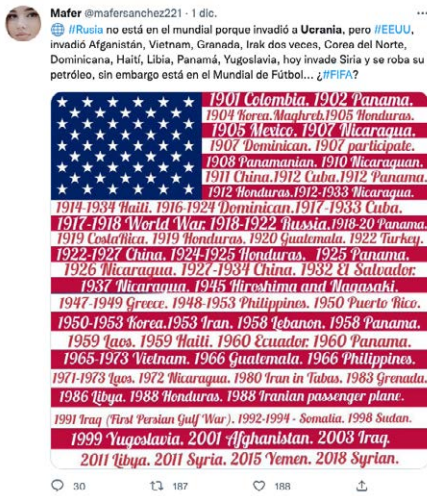 Mafer @mafersanchez221 · 1 dic.
#Rusia no está en el mundial porque invadió a Ucrania, pero #EEUU,
invadió Afganistán, Vietnam, Granada, Irak dos veces, Corea del Norte,
Dominicana, Haití, Libia, Panamá, Yugoslavia, hoy invade Siria y se roba su
petróleo, sin embargo está en el Mundial de Fútbol... ¿#FIFA?
1901 Colombia. 1902 Panama.
1904 Korea.Maghreb.1905 Honduras.
1905 Mexico. 1907 Nicaragua.
1907 Dominican. 1907 participate.
1908 Panamanian. 1910 Nicaraguan.
1911 China.1912 Cuba.1912 Panama.
1912 Honduras.1912-1933 Nicaragua.
1914-1934 Haiti. 1916-1924 Dominican.1917-1933 Cuba.
1917-1918 World War. 1918-1922 Russia.1918-20 Panama.
1919 CostaRica. 1919 Honduras. 1920 Guatemala. 1922 Turkey.
1922-1927 China. 1924-1925 Honduras. 1925 Panama.
1926 Nicaragua. 1927-1934 China. 1932 El Salvador.
1937 Nicaragua. 1945 Hiroshima and Nagasaki.
1947-1949 Greece. 1948-1953 Philippines. 1950 Puerto Rico.
1950-1953 Korea.1953 Iran. 1958 Lebanon. 1958 Panama.
1959 Laos. 1959 Haiti. 1960 Ecuador. 1960 Panama.
1965-1973 Vietnam. 1966 Guatemala. 1966 Philippines.
1971-1973 Laos. 1972 Nicaragua. 1980 Iran in Tabas. 1983 Grenada.
1986 Libya. 1988 Honduras. 1988 Iranian passenger plane.
1991 Iraq (First Persian Gulf War). 1992-1994 - Somalia. 1998 Sudan.
1999 Yugoslavia. 2001 Afghanistan. 2003 Iraq.
2011 Libya. 2011 Syria. 2015 Yemen. 2018 Syrian.
30 187 188